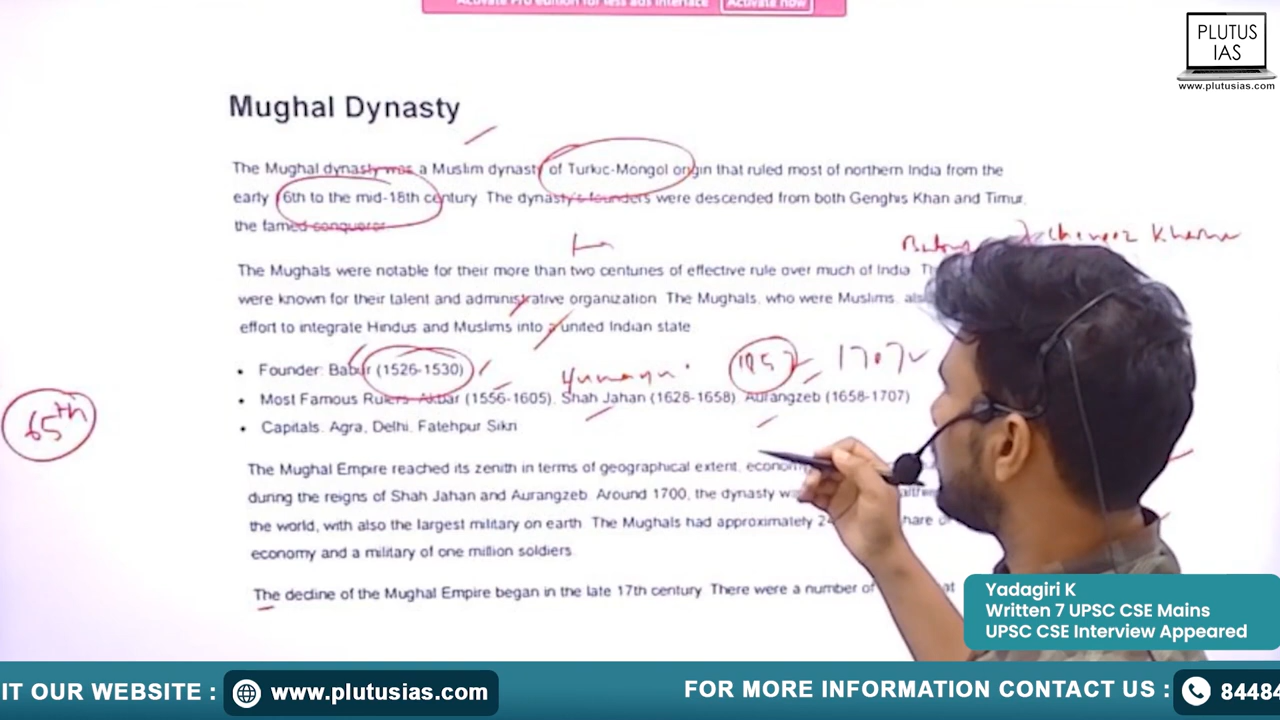 Activate Pro edition for less ads interface Activate now
PLUTUS
IAS
www.plutusias.com
Mughal Dynasty
The Mughal dynasty was a Muslim dynasty of Turkic-Mongol origin that ruled most of northern India from the
early 16th to the mid-18th century. The dynasty's founders were descended from both Genghis Khan and Timur,
the famed conqueror.
The Mughals were notable for their more than two centuries of effective rule over much of India.
were known for their talent and administrative organization. The Mughals, who were Muslims,
effort to integrate Hindus and Muslims into a united Indian state
• Founder: Babur (1526-1530)
1707
• Most Famous Rulers: Akbar (1556-1605), Shah Jahan (1628-1658), Aurangzeb (1658-1707)
65th
• Capitals: Agra, Delhi, Fatehpur Sikri
The Mughal Empire reached its zenith in terms of geographical extent,
during the reigns of Shah Jahan and Aurangzeb. Around 1700, the dynasty
the world, with also the largest military on earth. The Mughals had approximately
economy and a military of one million soldiers.
The decline of the Mughal Empire began in the late 17th century. There were a number of
Yadagiri K
Written 7 UPSC CSE Mains
UPSC CSE Interview Appeared
IT OUR WEBSITE : www.plutusias.com FOR MORE INFORMATION CONTACT US : 84484